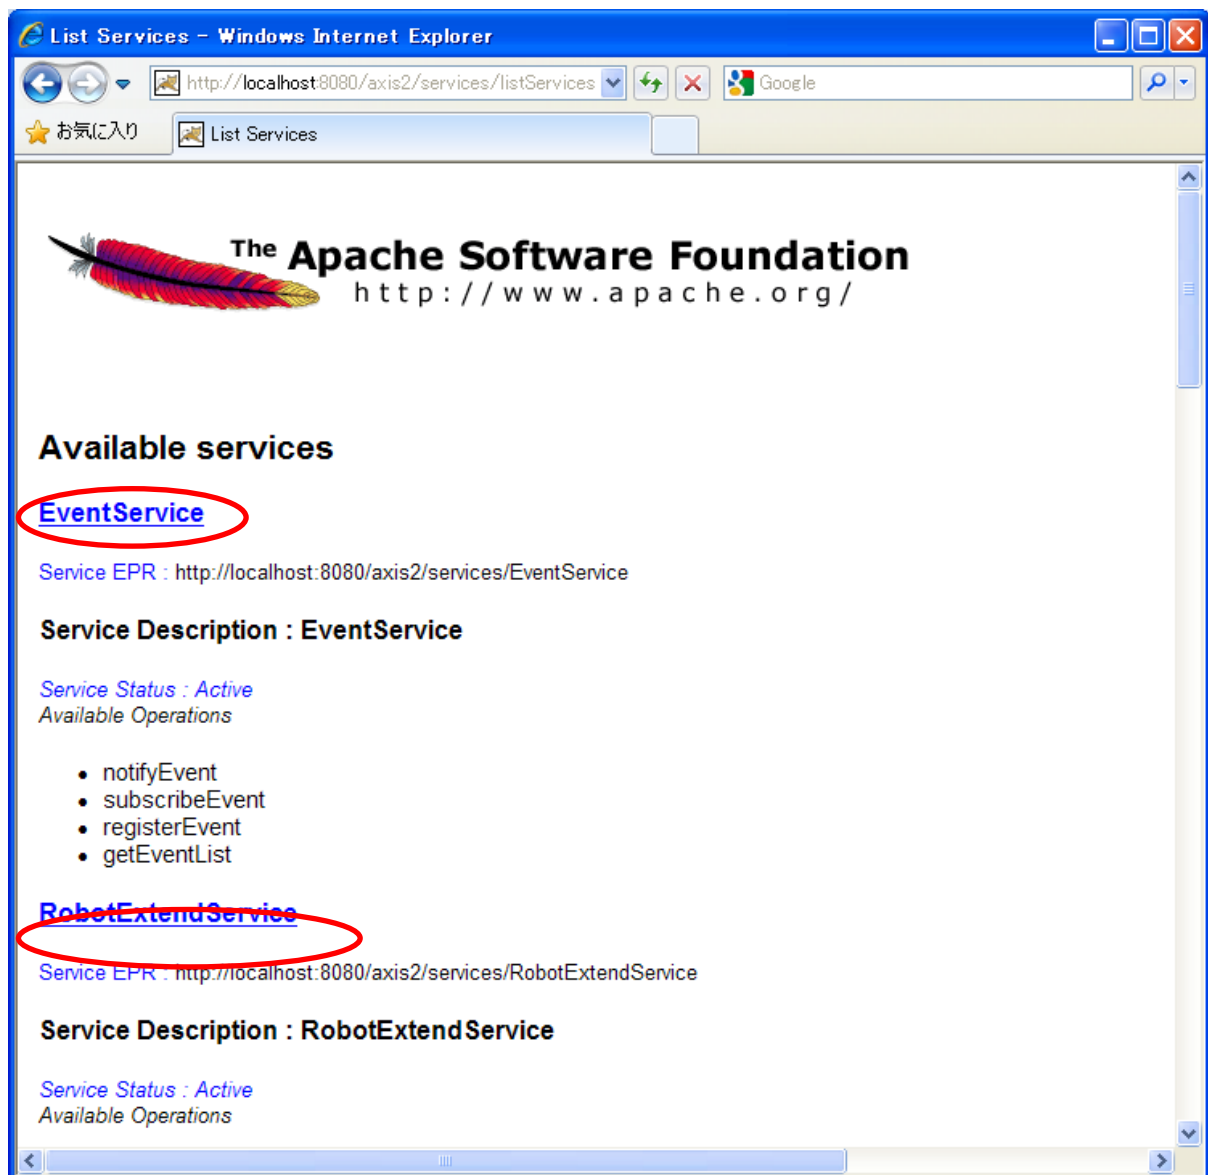 List Services - Windows Internet Explorer
http://localhost:8080/axis2/services/listServices
Google
お気に入り
List Services
The Apache Software Foundation
http://www.apache.org/
Available services
EventService
Service EPR : http://localhost:8080/axis2/services/EventService
Service Description : EventService
Service Status : Active
Available Operations
notifyEvent
subscribeEvent
registerEvent
getEventList
RobotExtendService
Service EPR : http://localhost:8080/axis2/services/RobotExtendService
Service Description : RobotExtendService
Service Status : Active
Available Operations